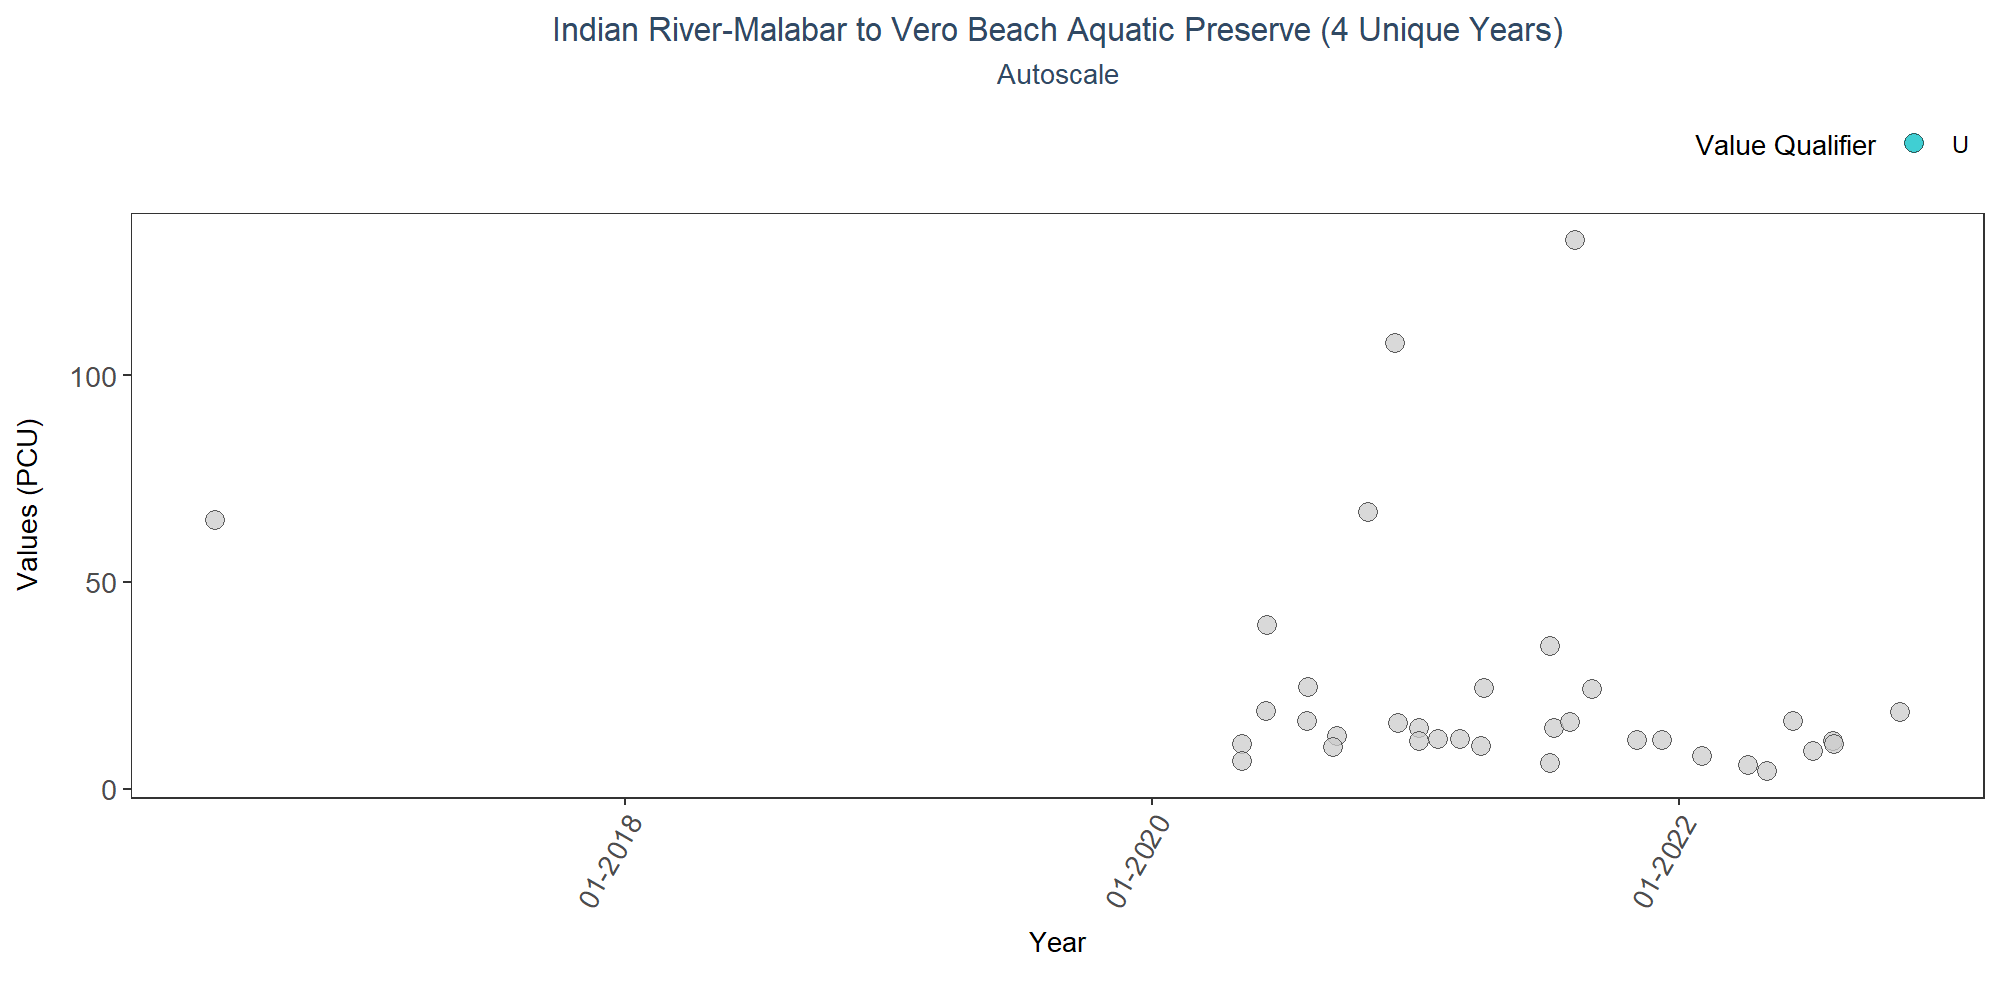 Indian River-Malabar to Vero Beach Aquatic Preserve (4 Unique Years)
Autoscale
Value Qualifier U
Values (PCU)
100
50
0
01-2018
01-2020
01-2022
Year